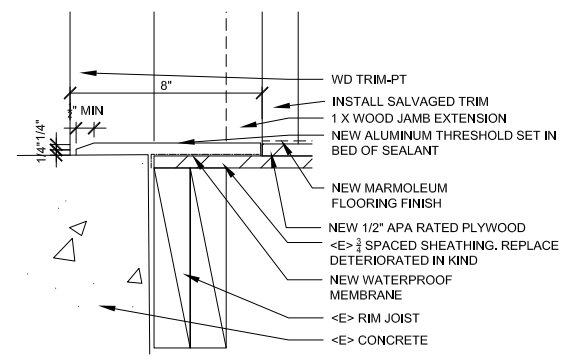 WD TRIM-PT
8"
" MIN
INSTALL SALVAGED TRIM
1 X WOOD JAMB EXTENSION
NEW ALUMINUM THRESHOLD SET IN
BED OF SEALANT
1/4"1/4"
NEW MARMOLEUM
FLOORING FINISH
NEW 1/2" APA RATED PLYWOOD
<E> 3/4 SPACED SHEATHING. REPLACE
DETERIORATED IN KIND
NEW WATERPROOF
MEMBRANE
<E> RIM JOIST
<E> CONCRETE